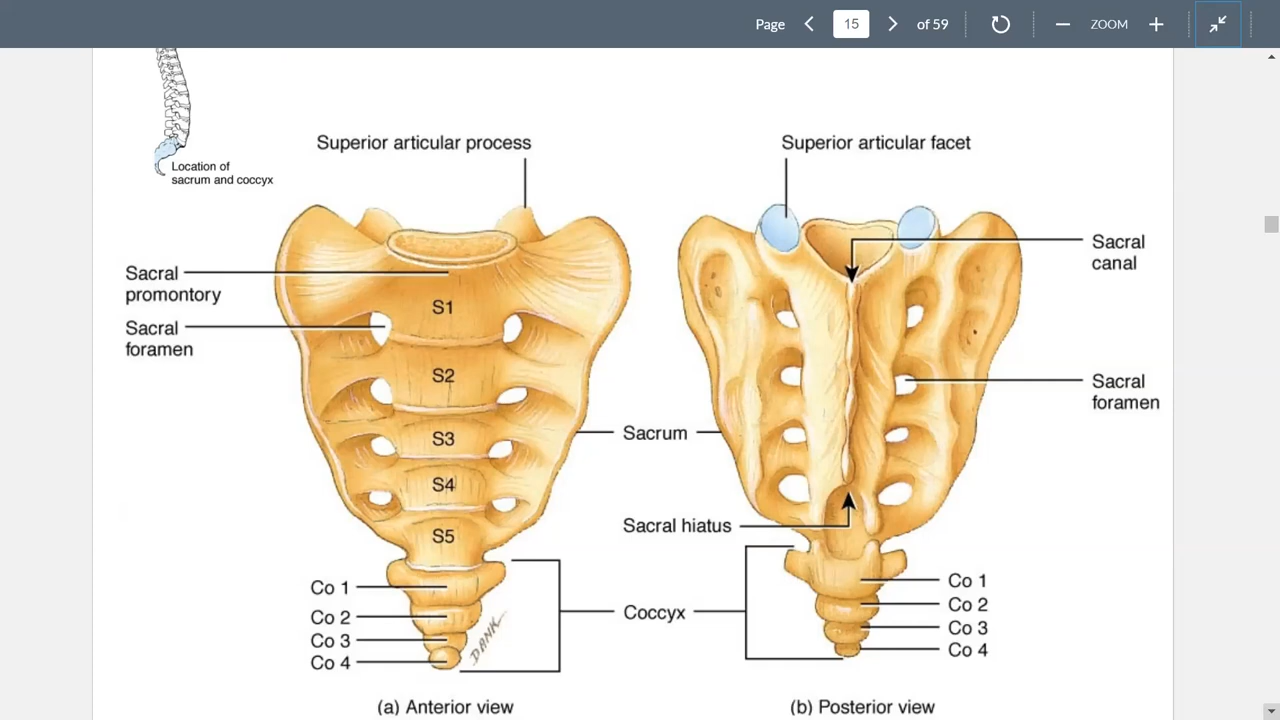 Page 15 of 59 ZOOM
Location of
sacrum and coccyx
Superior articular process
Sacral
promontory
Sacral
foramen
S1
S2
S3
S4
S5
Co 1
Co 2
Co 3
Co 4
DANK
(a) Anterior view
Sacrum
Sacral hiatus
Coccyx
Superior articular facet
Sacral
canal
Sacral
foramen
Co 1
Co 2
Co 3
Co 4
(b) Posterior view